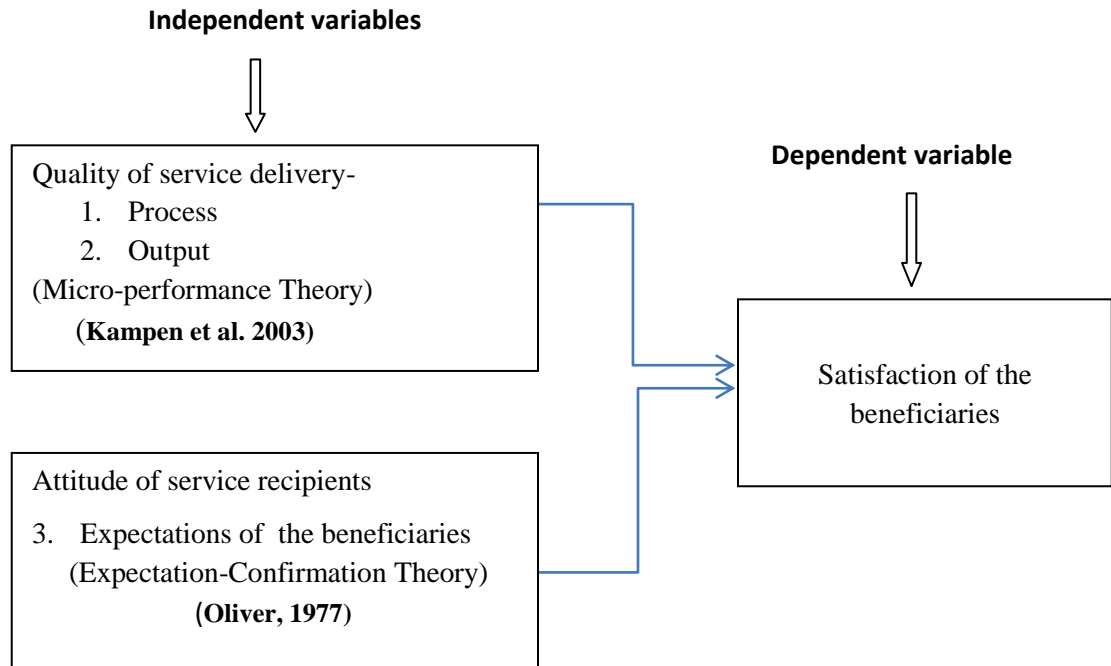 Independent variables
Quality of service delivery-
1. Process
2. Output
(Micro-performance Theory)
(Kampen et al. 2003)
Dependent variable
Satisfaction of the
beneficiaries
Attitude of service recipients
3. Expectations of the beneficiaries
(Expectation-Confirmation Theory)
(Oliver, 1977)